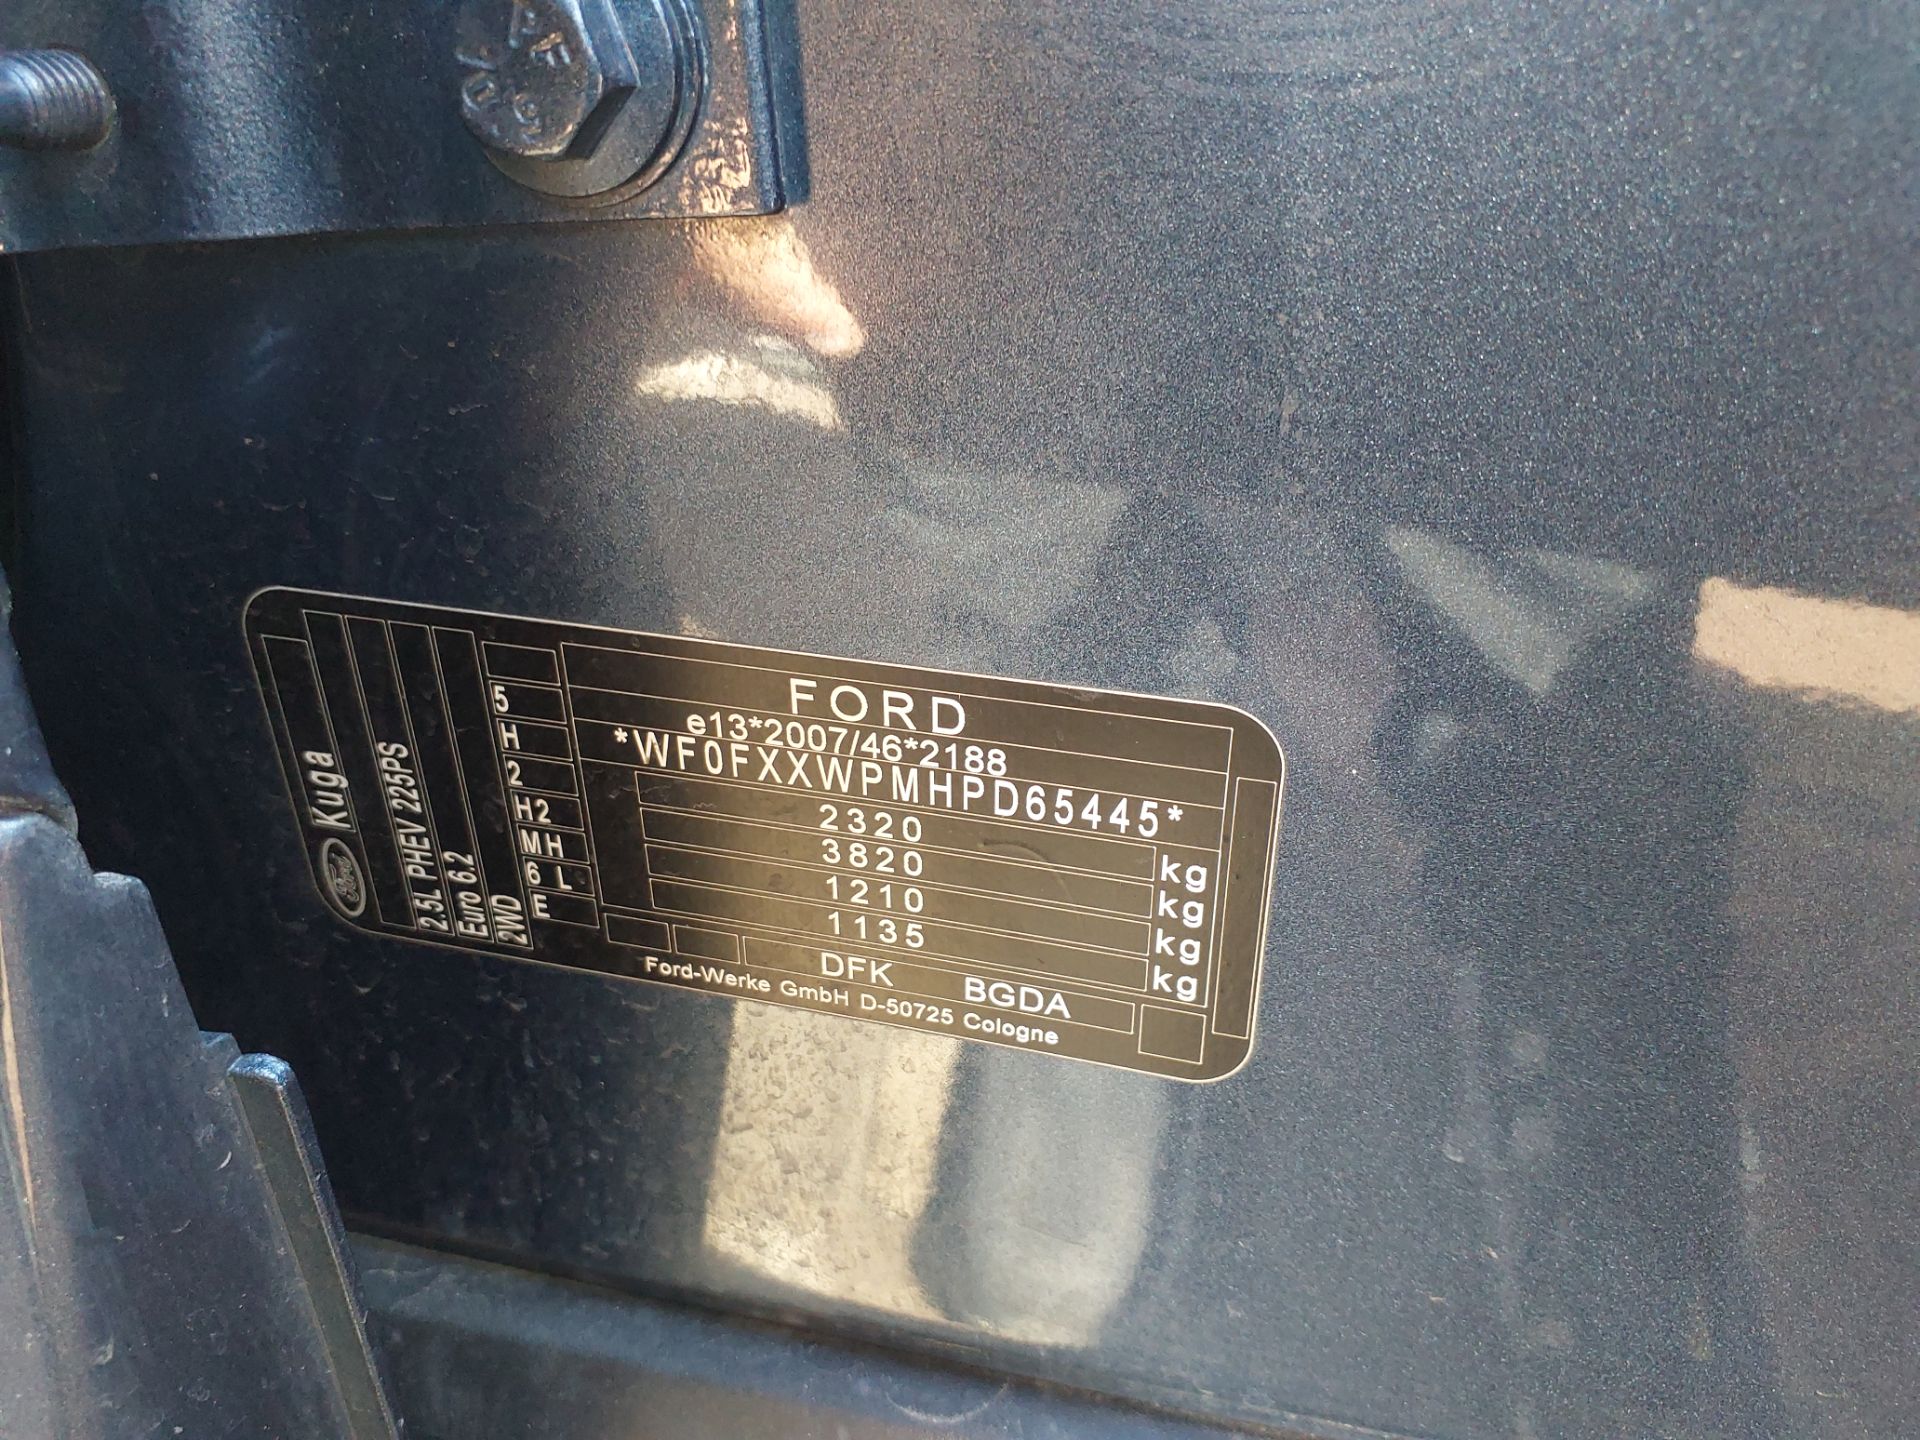 FORD
e13*2007/46*2188
*WF0FXXWPMHPD65445*
2320 kg
3820 kg
1210 kg
1135 kg
DFK BGDA
Ford-Werke GmbH D-50725 Cologne
5
H
2
H2
MH
6 L
E
2WD
Euro 6.2
2.5L PHEV 225PS
Ford Kuga